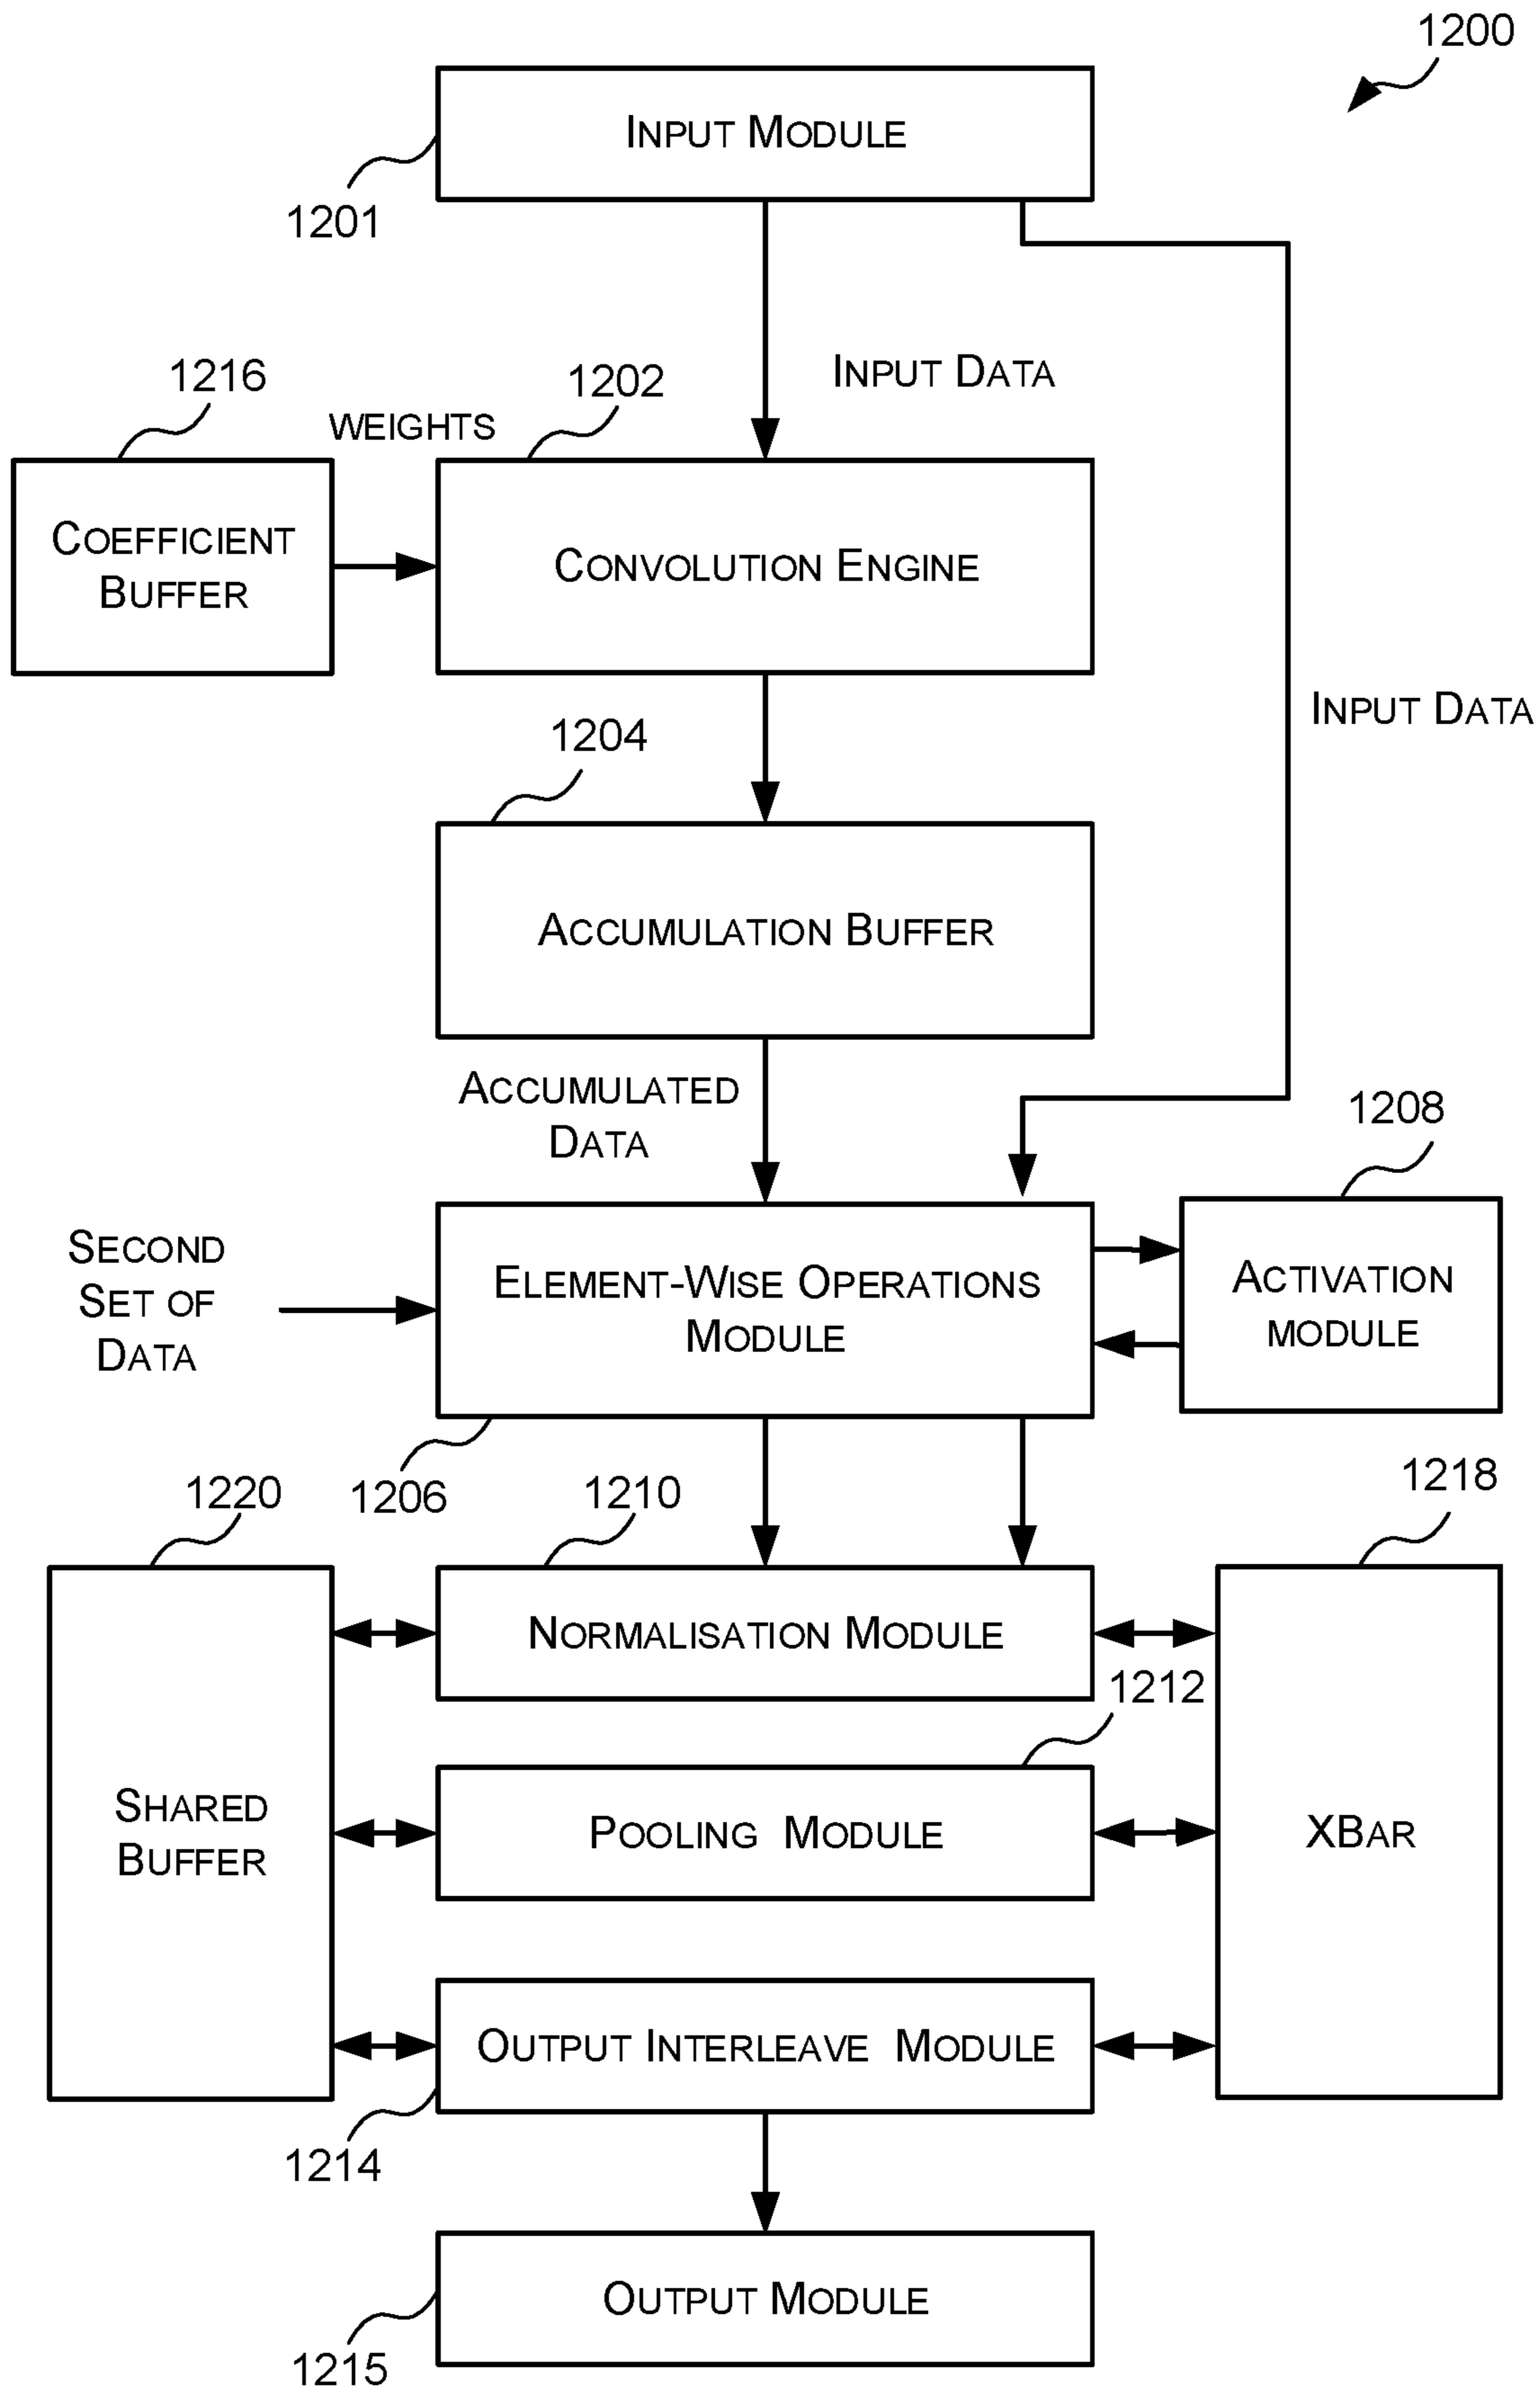 1200
INPUT MODULE
1201
INPUT DATA
1216
WEIGHTS
1202
COEFFICIENT
BUFFER
CONVOLUTION ENGINE
INPUT DATA
1204
ACCUMULATION BUFFER
ACCUMULATED
DATA
1208
SECOND
SET OF
DATA
ELEMENT-WISE OPERATIONS
MODULE
ACTIVATION
MODULE
1206
1220
1210
1218
NORMALISATION MODULE
1212
SHARED
BUFFER
POOLING MODULE
XBAR
OUTPUT INTERLEAVE MODULE
1214
OUTPUT MODULE
1215